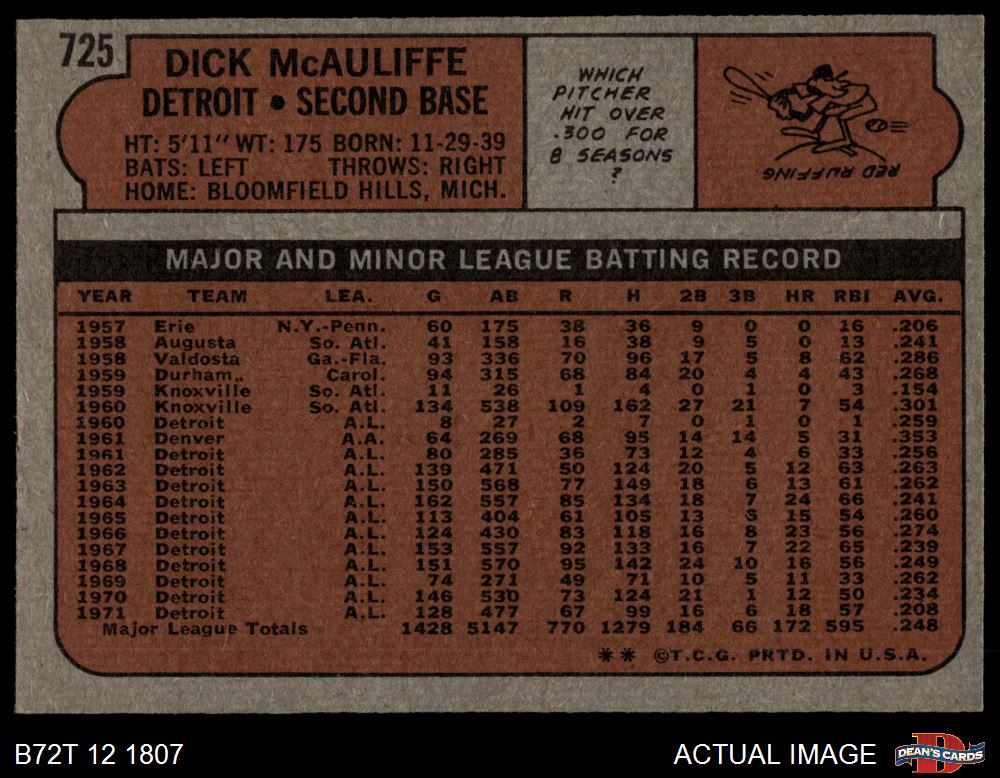 725
DICK McAULIFFE
DETROIT • SECOND BASE
HT: 5'11" WT: 175 BORN: 11-29-39
BATS: LEFT THROWS: RIGHT
HOME: BLOOMFIELD HILLS, MICH.
WHICH
PITCHER
HIT OVER
.300 FOR
8 SEASONS
?
RED RUFFING.
MAJOR AND MINOR LEAGUE BATTING RECORD
YEAR TEAM LEA. G AB R H 2B 3B HR RBI AVG.
1957 Erie N.Y.-Penn. 60 175 38 36 9 0 0 16 .206
1958 Augusta So. Atl. 41 158 16 38 9 5 0 13 .241
1958 Valdosta Ga.-Fla. 93 336 70 96 17 5 8 62 .286
1959 Durham Carol. 94 315 68 84 20 4 4 43 .268
1959 Knoxville So. Atl. 11 26 1 4 0 1 0 3 .154
1960 Knoxville So. Atl. 134 538 109 162 27 21 7 54 .301
1960 Detroit A.L. 8 27 2 7 0 1 0 1 .259
1961 Denver A.A. 64 269 68 95 14 14 5 31 .353
1961 Detroit A.L. 80 285 36 73 12 4 6 33 .256
1962 Detroit A.L. 139 471 50 124 20 5 12 63 .263
1963 Detroit A.L. 150 568 77 149 18 6 13 61 .262
1964 Detroit A.L. 162 557 85 134 18 7 24 66 .241
1965 Detroit A.L. 113 404 61 105 13 3 15 54 .260
1966 Detroit A.L. 124 430 83 118 16 8 23 56 .274
1967 Detroit A.L. 153 557 92 133 16 7 22 65 .239
1968 Detroit A.L. 151 570 95 142 24 10 16 56 .249
1969 Detroit A.L. 74 271 49 71 10 5 11 33 .262
1970 Detroit A.L. 146 530 73 124 21 1 12 50 .234
1971 Detroit A.L. 128 477 67 99 16 6 18 57 .208
Major League Totals 1428 5147 770 1279 184 66 172 595 .248
** ©T.C.G. PRTD. IN U.S.A.
B72T 12 1807
ACTUAL IMAGE
DEAN'S CARDS